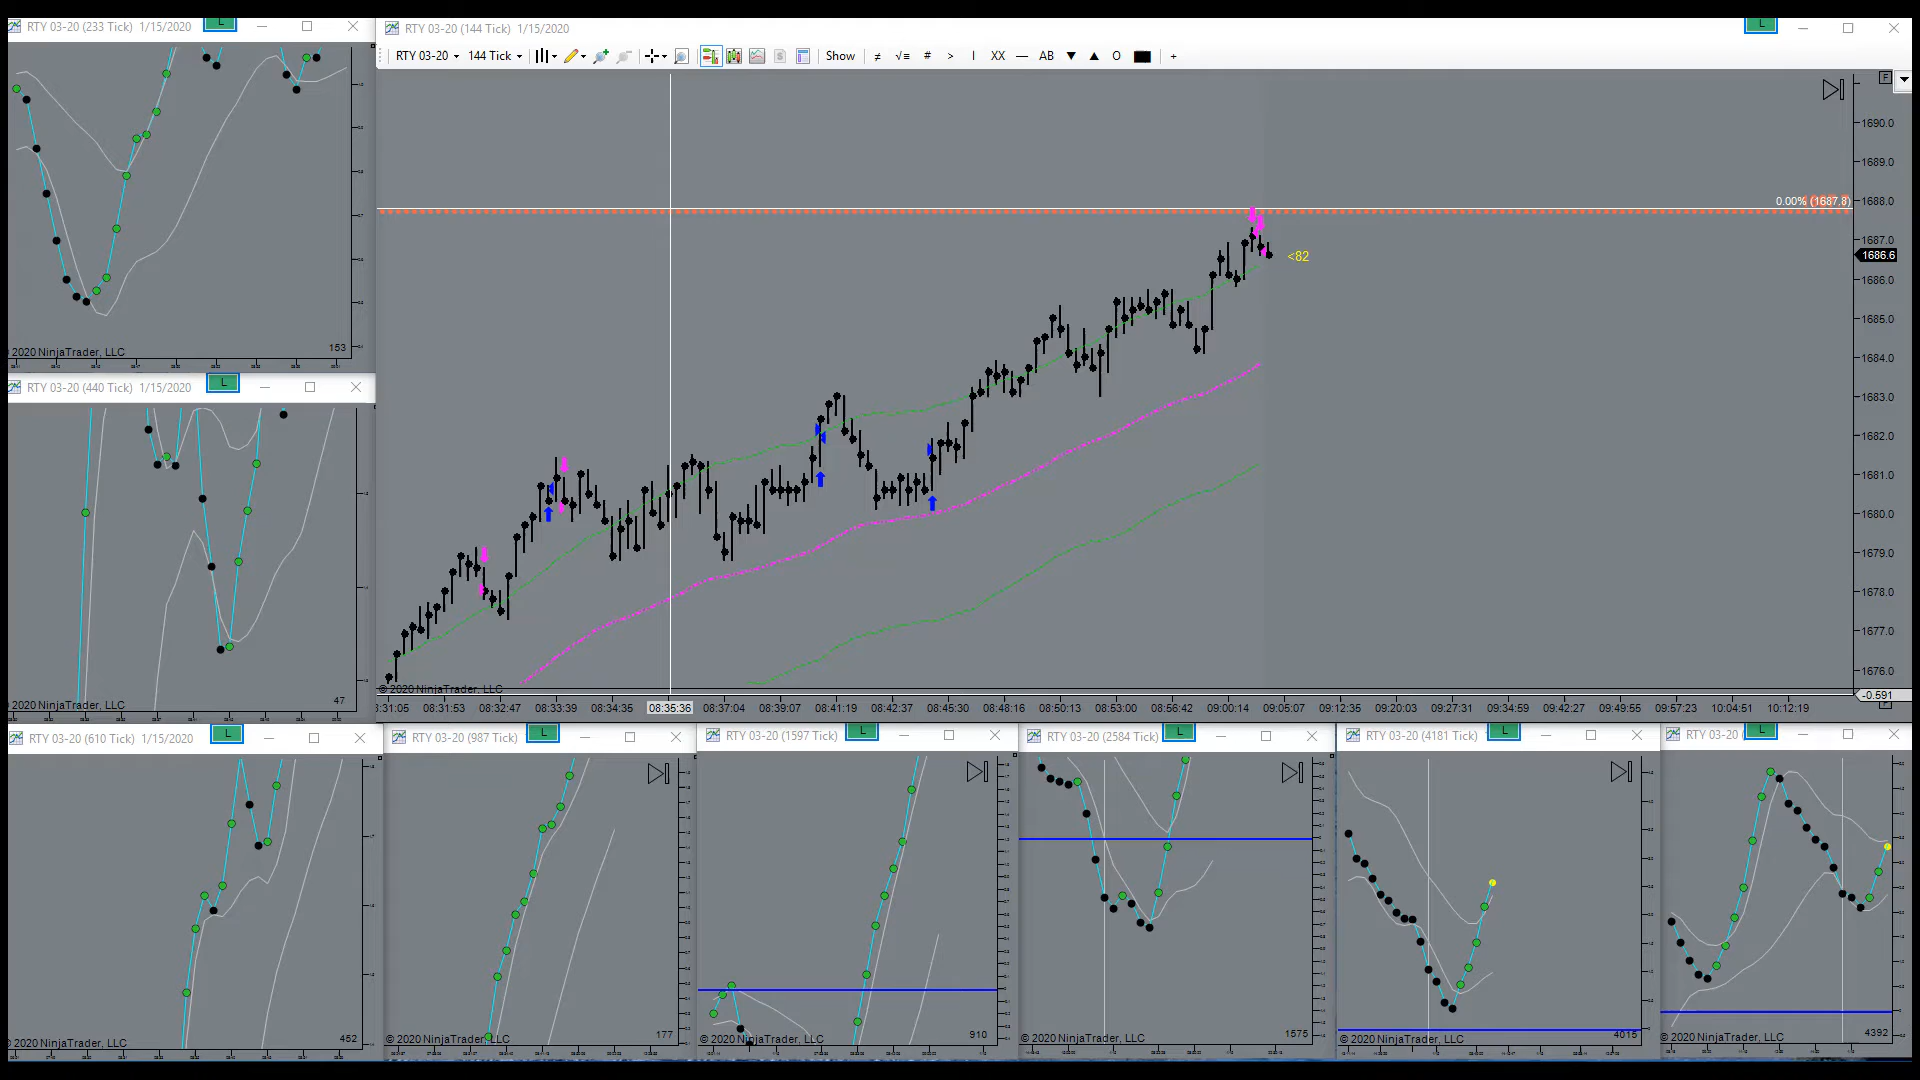 RTY 03-20 (233 Tick) 1/15/2020
L
153
© 2020 NinjaTrader, LLC
RTY 03-20 (440 Tick) 1/15/2020
L
47
© 2020 NinjaTrader, LLC
RTY 03-20 (144 Tick) 1/15/2020
L
RTY 03-20 144 Tick Show ≠ √= # > I XX — AB ▼ ▲ O +
F
1690.0
1689.0
0.00% (1687.8)
1688.0
1687.0
<82
1686.6
1686.0
1685.0
1684.0
1683.0
1682.0
1681.0
1680.0
1679.0
1678.0
1677.0
1676.0
© 2020 NinjaTrader, LLC
-0.591
:31:05 08:31:53 08:32:47 08:33:39 08:34:35 08:35:36 08:37:04 08:39:07 08:41:19 08:42:37 08:45:30 08:48:16 08:50:13 08:53:00 08:56:42 09:00:14 09:05:07 09:12:35 09:20:03 09:27:31 09:34:59 09:42:27 09:49:55 09:57:23 10:04:51 10:12:19
F
RTY 03-20 (610 Tick) 1/15/2020
L
452
© 2020 NinjaTrader, LLC
RTY 03-20 (987 Tick)
L
177
© 2020 NinjaTrader, LLC
RTY 03-20 (1597 Tick)
L
910
© 2020 NinjaTrader, LLC
RTY 03-20 (2584 Tick)
L
1575
© 2020 NinjaTrader, LLC
RTY 03-20 (4181 Tick)
L
4015
© 2020 NinjaTrader, LLC
RTY 03-20
L
4392
© 2020 NinjaTrader, LLC